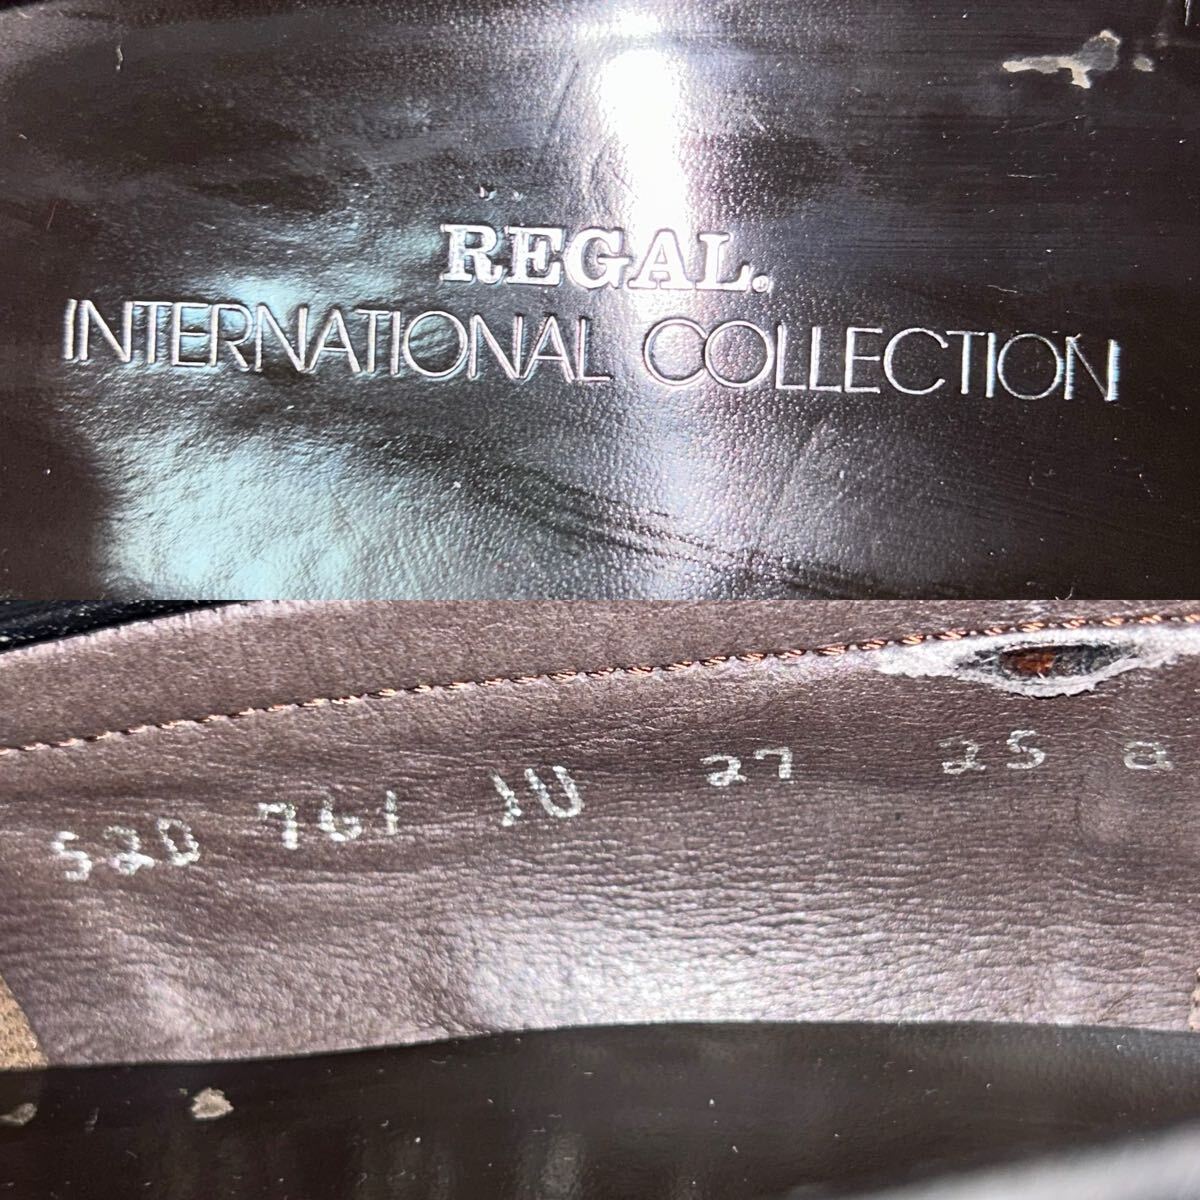 REGAL.
INTERNATIONAL COLLECTION
520 761 JU 27 25 a